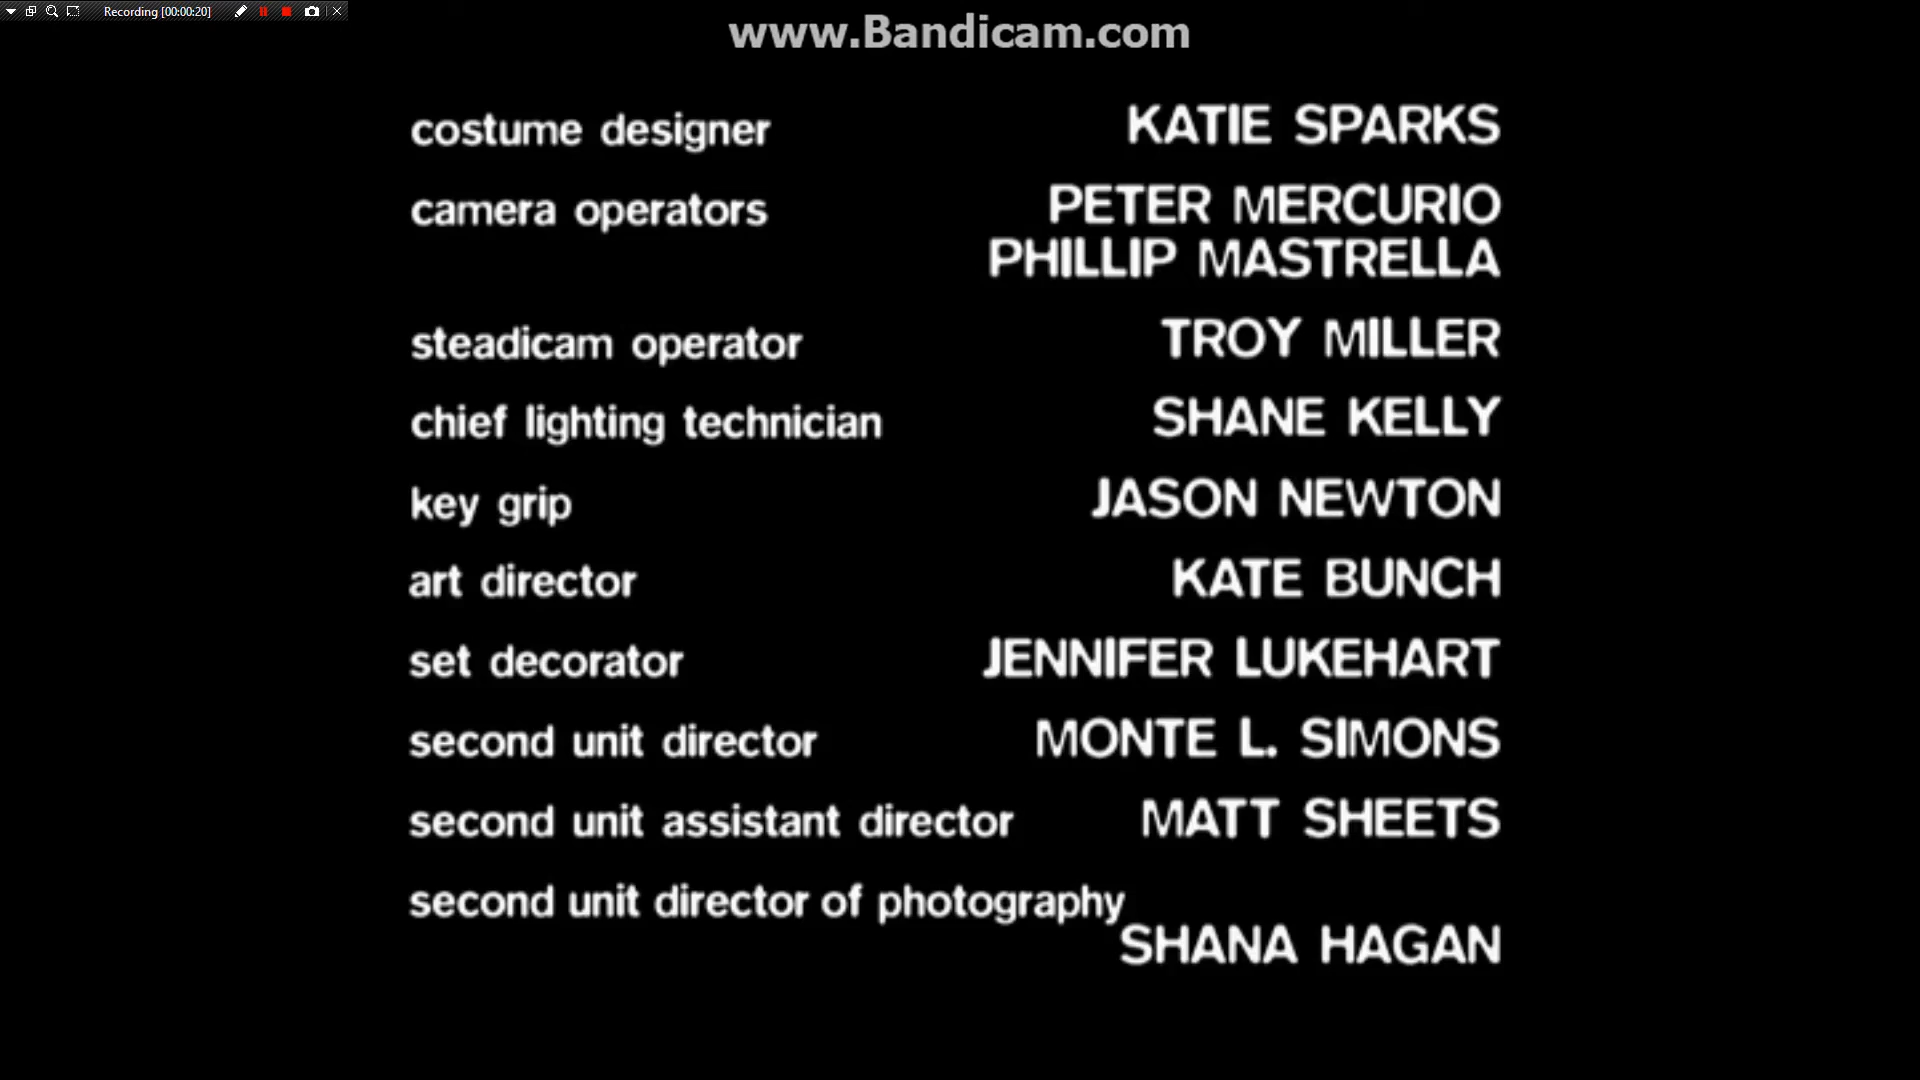 Recording [00:00:20]
www.Bandicam.com
costume designer KATIE SPARKS
camera operators PETER MERCURIO
PHILLIP MASTRELLA
steadicam operator TROY MILLER
chief lighting technician SHANE KELLY
key grip JASON NEWTON
art director KATE BUNCH
set decorator JENNIFER LUKEHART
second unit director MONTE L. SIMONS
second unit assistant director MATT SHEETS
second unit director of photography
SHANA HAGAN